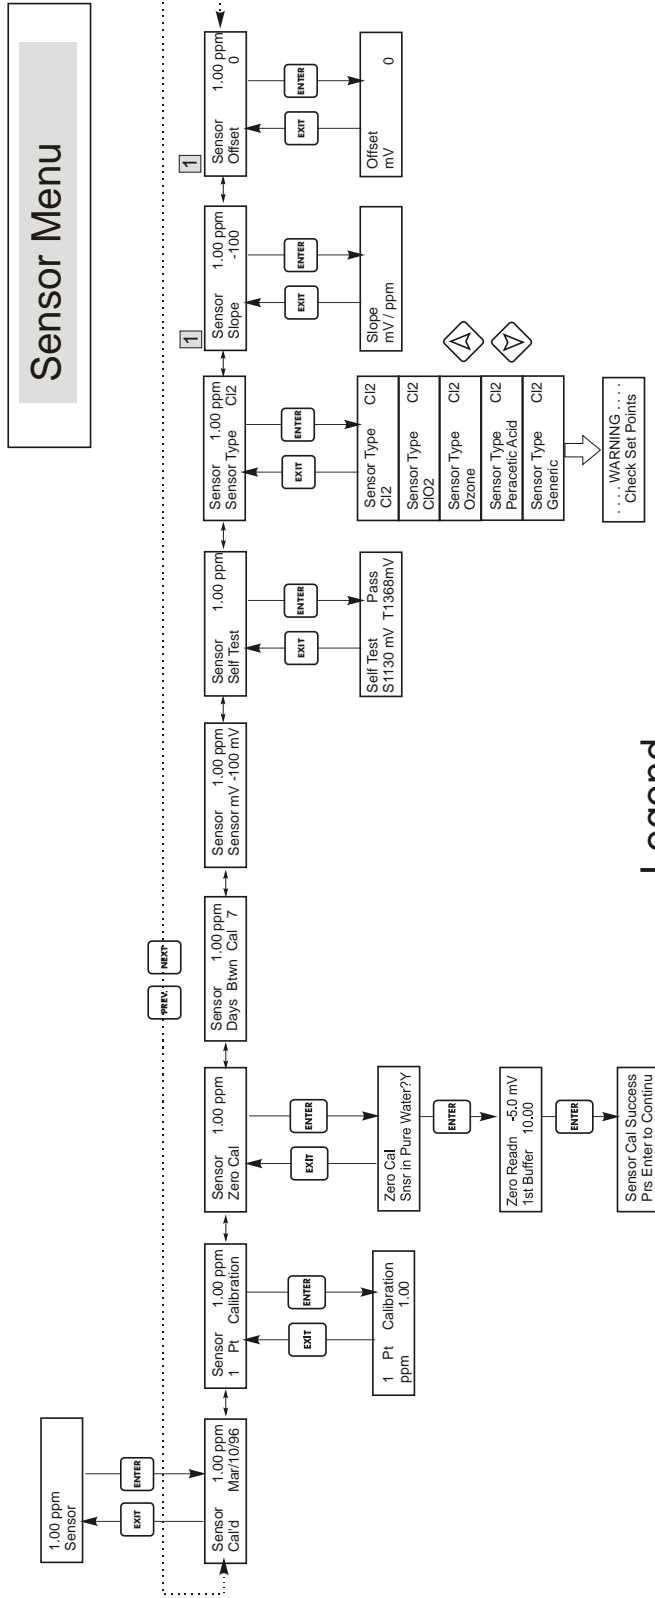 Sensor Menu
1.00 ppm
Sensor
EXIT
ENTER
PREV.
NEXT
Sensor 1.00 ppm
Cal'd Mar/10/96
Sensor 1.00 ppm
1 Pt Calibration
EXIT
ENTER
1 Pt Calibration
ppm 1.00
Sensor 1.00 ppm
Zero Cal
EXIT
ENTER
Zero Cal
Snsr in Pure Water?Y
ENTER
Zero Readn -5.0 mV
1st Buffer 10.00
ENTER
Sensor Cal Success
Prs Enter to Continu
Sensor 1.00 ppm
Days Btwn Cal 7
Sensor 1.00 ppm
Sensor mV -100 mV
Sensor 1.00 ppm
Self Test
EXIT
ENTER
Self Test Pass
S1130 mV T1368mV
Sensor 1.00 ppm
Sensor Type Cl2
EXIT
ENTER
Sensor Type Cl2
Cl2
Sensor Type Cl2
ClO2
Sensor Type Cl2
Ozone
Sensor Type Cl2
Peracetic Acid
Sensor Type Cl2
Generic
. . . . WARNING . . . .
Check Set Points
1
Sensor 1.00 ppm
Slope -100
EXIT
ENTER
Slope
mV / ppm
1
Sensor 1.00 ppm
Offset 0
EXIT
ENTER
Offset 0
mV
Legend